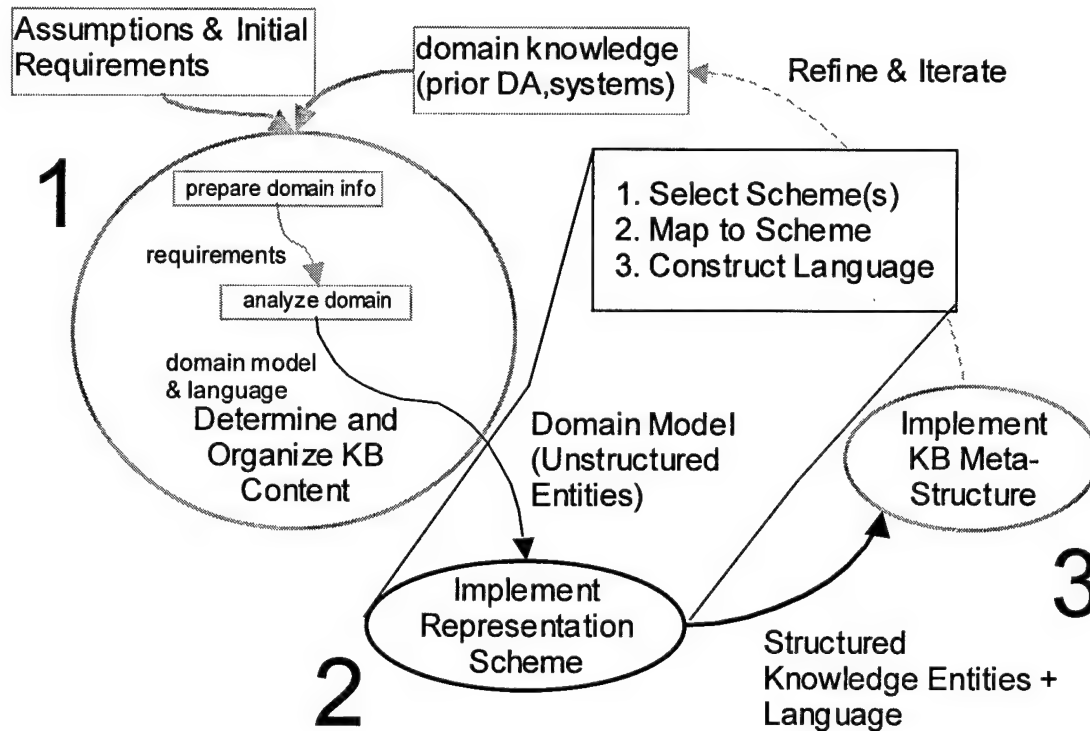 Assumptions & Initial
Requirements
domain knowledge
(prior DA,systems)
Refine & Iterate
1
prepare domain info
requirements
analyze domain
domain model
& language
Determine and
Organize KB
Content
1. Select Scheme(s)
2. Map to Scheme
3. Construct Language
Domain Model
(Unstructured
Entities)
Implement
Representation
Scheme
2
Implement
KB Meta-
Structure
3
Structured
Knowledge Entities +
Language